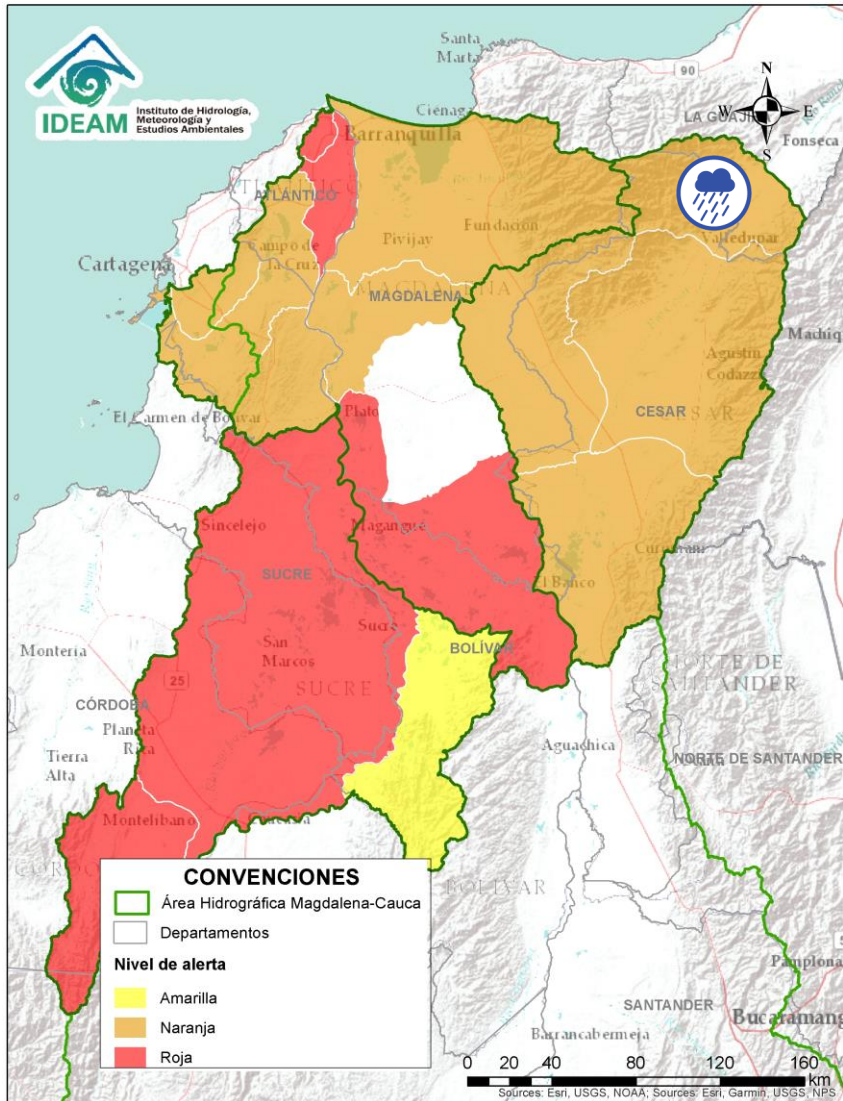 IDEAM
Instituto de Hidrología,
Meteorología y
Estudios Ambientales
Santa
Marta
90
N
W
E
S
LA GUAJIRA
Fonseca
Ciénaga
Barranquilla
ATLÁNTICO
Fundación
Valledupar
Pivijay
Campo de
la Cruz
Cartagena
MAGDALENA
Agustín
Codazzi
CESAR
El Carmen de Bolívar
Plato
Sincelejo
Magangué
El Banco
SUCRE
Sucre
BOLÍVAR
Montería
San
Marcos
SUCRE
25
CÓRDOBA
Planeta
Rica
Tierra
Alta
NORTE DE
SANTANDER
Aguachica
NORTE DE SANTANDER
Montelibano
BOLÍVAR
CONVENCIONES
Área Hidrográfica Magdalena-Cauca
Departamentos
Nivel de alerta
Amarilla
Naranja
Roja
Pamplona
SANTANDER
Bucaramang
Barrancabermeja
0 20 40 80 120 160
km
Sources: Esri, USGS, NOAA; Sources: Esri, Garmin, USGS, NPS